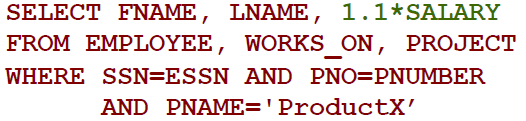 SELECT FNAME, LNAME, 1.1*SALARY
FROM EMPLOYEE, WORKS_ON, PROJECT
WHERE SSN=ESSN AND PNO=PNUMBER
AND PNAME='ProductX’